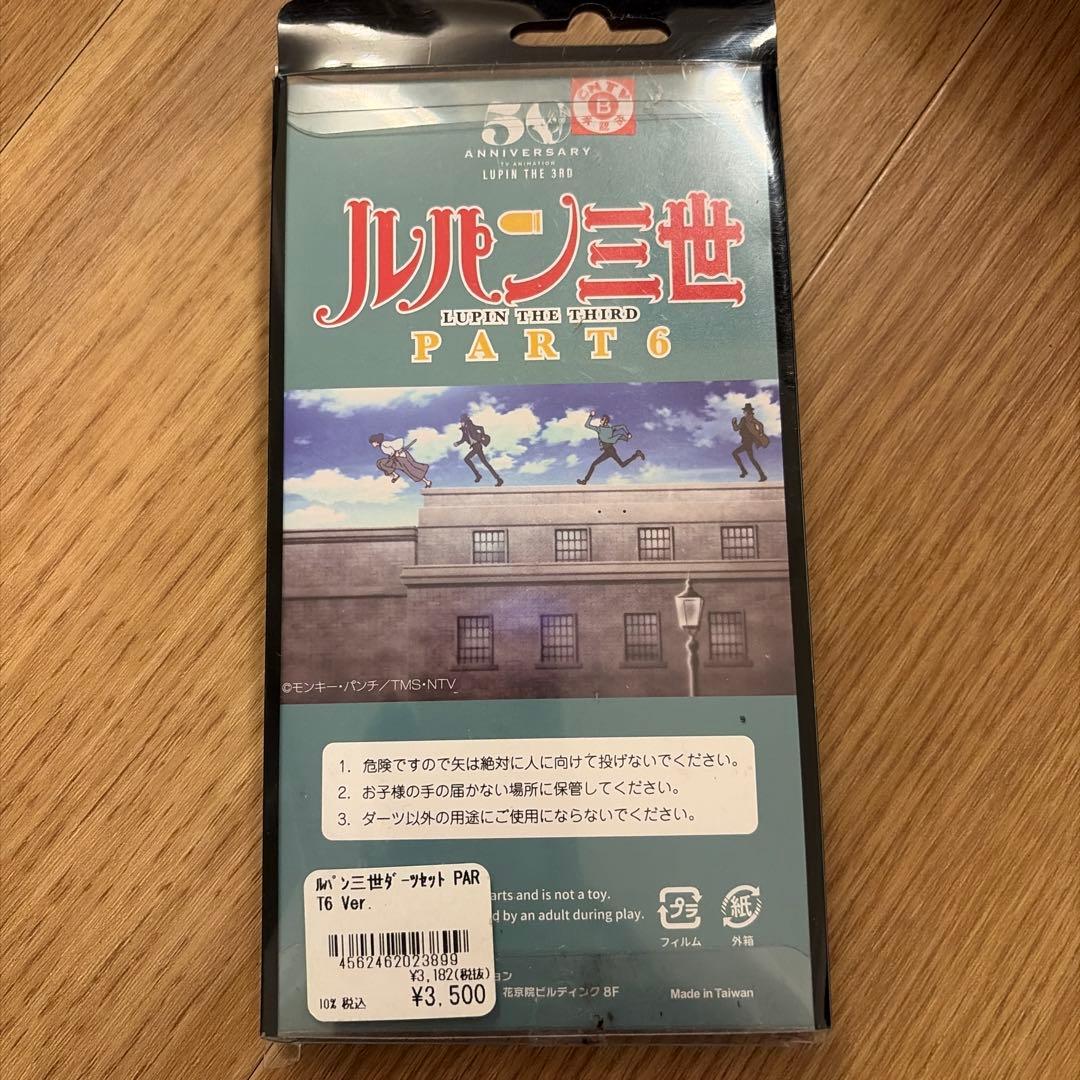 50
ANNIVERSARY
TV ANIMATION
LUPIN THE 3RD
CNTV
B
承認
ルパン三世
LUPIN THE THIRD
PART 6
©モンキー・パンチ/TMS・NTV
1. 危険ですので矢は絶対に人に向けて投げないでください。
2. お子様の手の届かない場所に保管してください。
3. ダーツ以外の用途にご使用にならないでください。
ﾙﾊﾟﾝ三世ﾀﾞｰﾂｾｯﾄ PAR
T6 Ver.
4562462023899
¥3,182(税抜)
10% 税込 ¥3,500
arts and is not a toy.
d by an adult during play.
プラ
フィルム
紙
外箱
ョン
花京院ビルディング 8F
Made in Taiwan